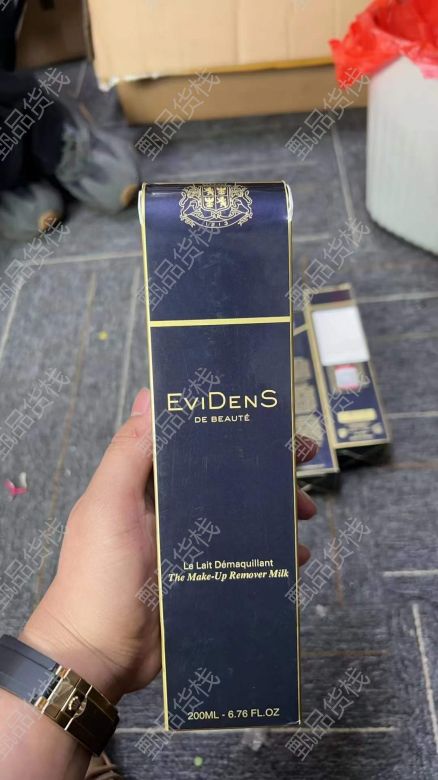 EviDenS
DE BEAUTÉ
Le Lait Démaquillant
The Make-Up Remover Milk
200ML - 6.76 FL.OZ
甄品货栈